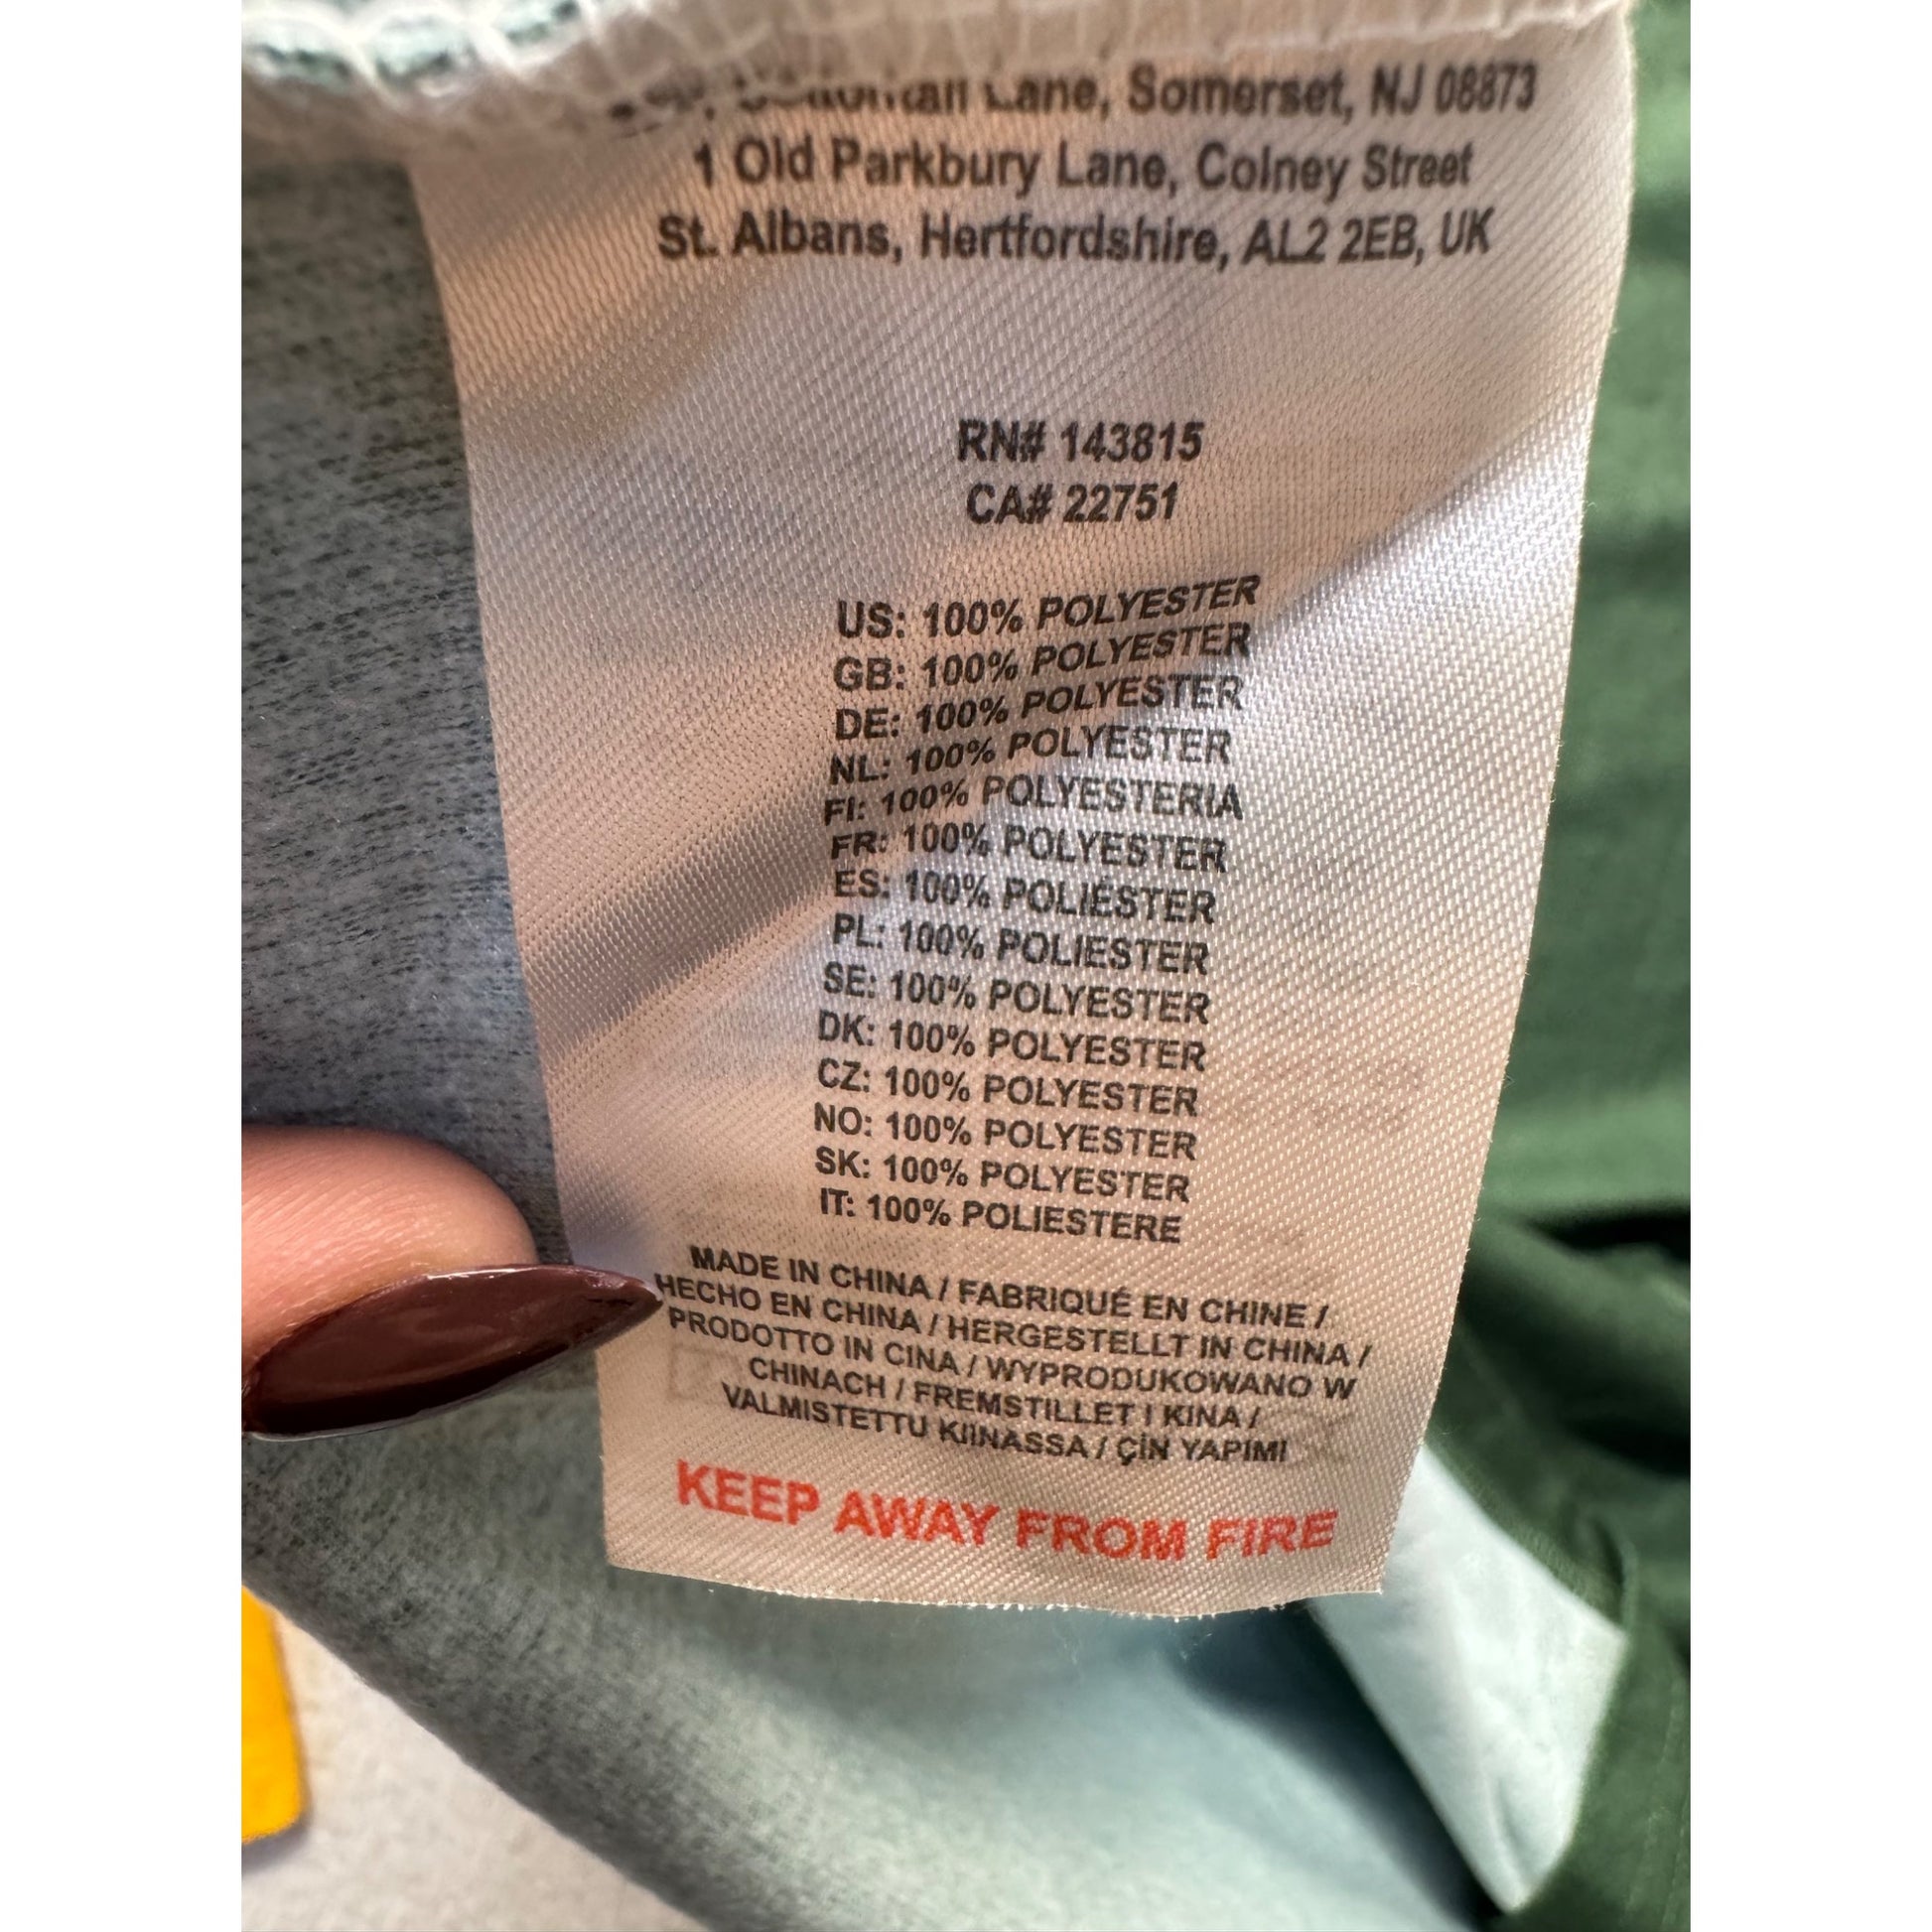 Lane, Somerset, NJ 08873
1 Old Parkbury Lane, Colney Street
St. Albans, Hertfordshire, AL2 2EB, UK
RN# 143815
CA# 22751
US: 100% POLYESTER
GB: 100% POLYESTER
DE: 100% POLYESTER
NL: 100% POLYESTER
FI: 100% POLYESTERIA
FR: 100% POLYESTER
ES: 100% POLIÉSTER
PL: 100% POLIESTER
SE: 100% POLYESTER
DK: 100% POLYESTER
CZ: 100% POLYESTER
NO: 100% POLYESTER
SK: 100% POLYESTER
IT: 100% POLIESTERE
MADE IN CHINA / FABRIQUÉ EN CHINE /
HECHO EN CHINA / HERGESTELLT IN CHINA /
PRODOTTO IN CINA / WYPRODUKOWANO W
CHINACH / FREMSTILLET I KINA /
VALMISTETTU KIINASSA / ÇİN YAPIMI
KEEP AWAY FROM FIRE